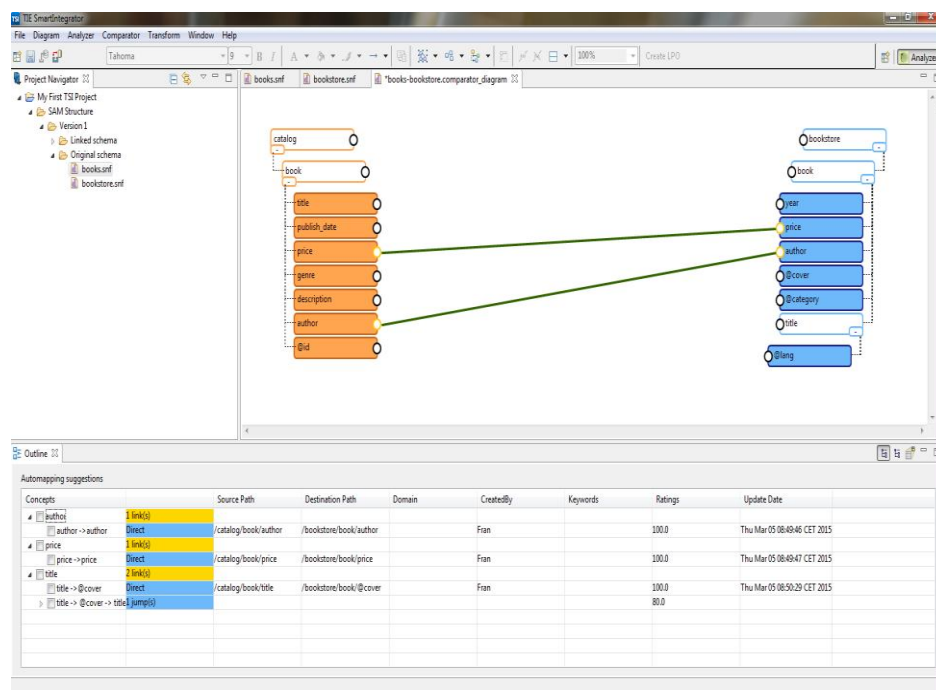 TSI TIE SmartIntegrator
File Diagram Analyzer Comparator Transform Window Help
Tahoma 9 B I A 100% Create LPO Analyze
Project Navigator
books.snf bookstore.snf *books-bookstore.comparator_diagram
My First TSI Project
SAM Structure
Version 1
Linked schema
Original schema
books.snf
bookstore.snf
catalog
book
title
publish_date
price
genre
description
author
@id
bookstore
book
year
price
author
@cover
@category
title
@lang
Outline
Automapping suggestions
Concepts Source Path Destination Path Domain CreatedBy Keywords Ratings Update Date
author 1 link(s)
author -> author Direct /catalog/book/author /bookstore/book/author Fran 100.0 Thu Mar 05 08:49:46 CET 2015
price 1 link(s)
price -> price Direct /catalog/book/price /bookstore/book/price Fran 100.0 Thu Mar 05 08:49:47 CET 2015
title 2 link(s)
title -> @cover Direct /catalog/book/title /bookstore/book/@cover Fran 100.0 Thu Mar 05 08:50:29 CET 2015
title -> @cover -> title 1 jump(s) 80.0